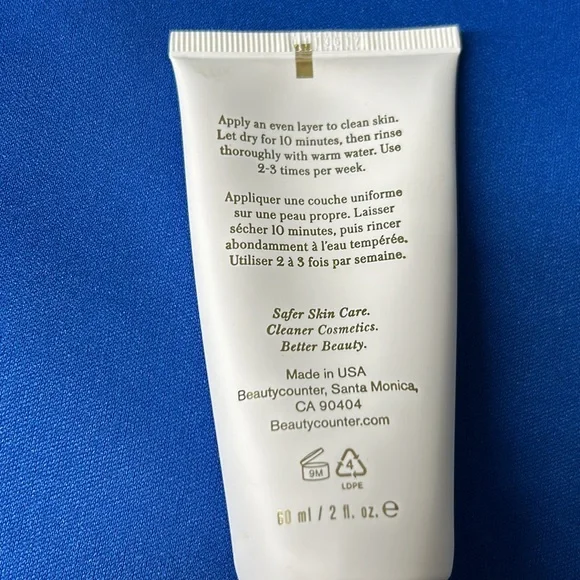 Apply an even layer to clean skin.
Let dry for 10 minutes, then rinse
thoroughly with warm water. Use
2-3 times per week.
Appliquer une couche uniforme
sur une peau propre. Laisser
sécher 10 minutes, puis rincer
abondamment à l'eau tempérée.
Utiliser 2 à 3 fois par semaine.
Safer Skin Care.
Cleaner Cosmetics.
Better Beauty.
Made in USA
Beautycounter, Santa Monica,
CA 90404
Beautycounter.com
9M 4
LDPE
60 ml / 2 fl. oz. ℮